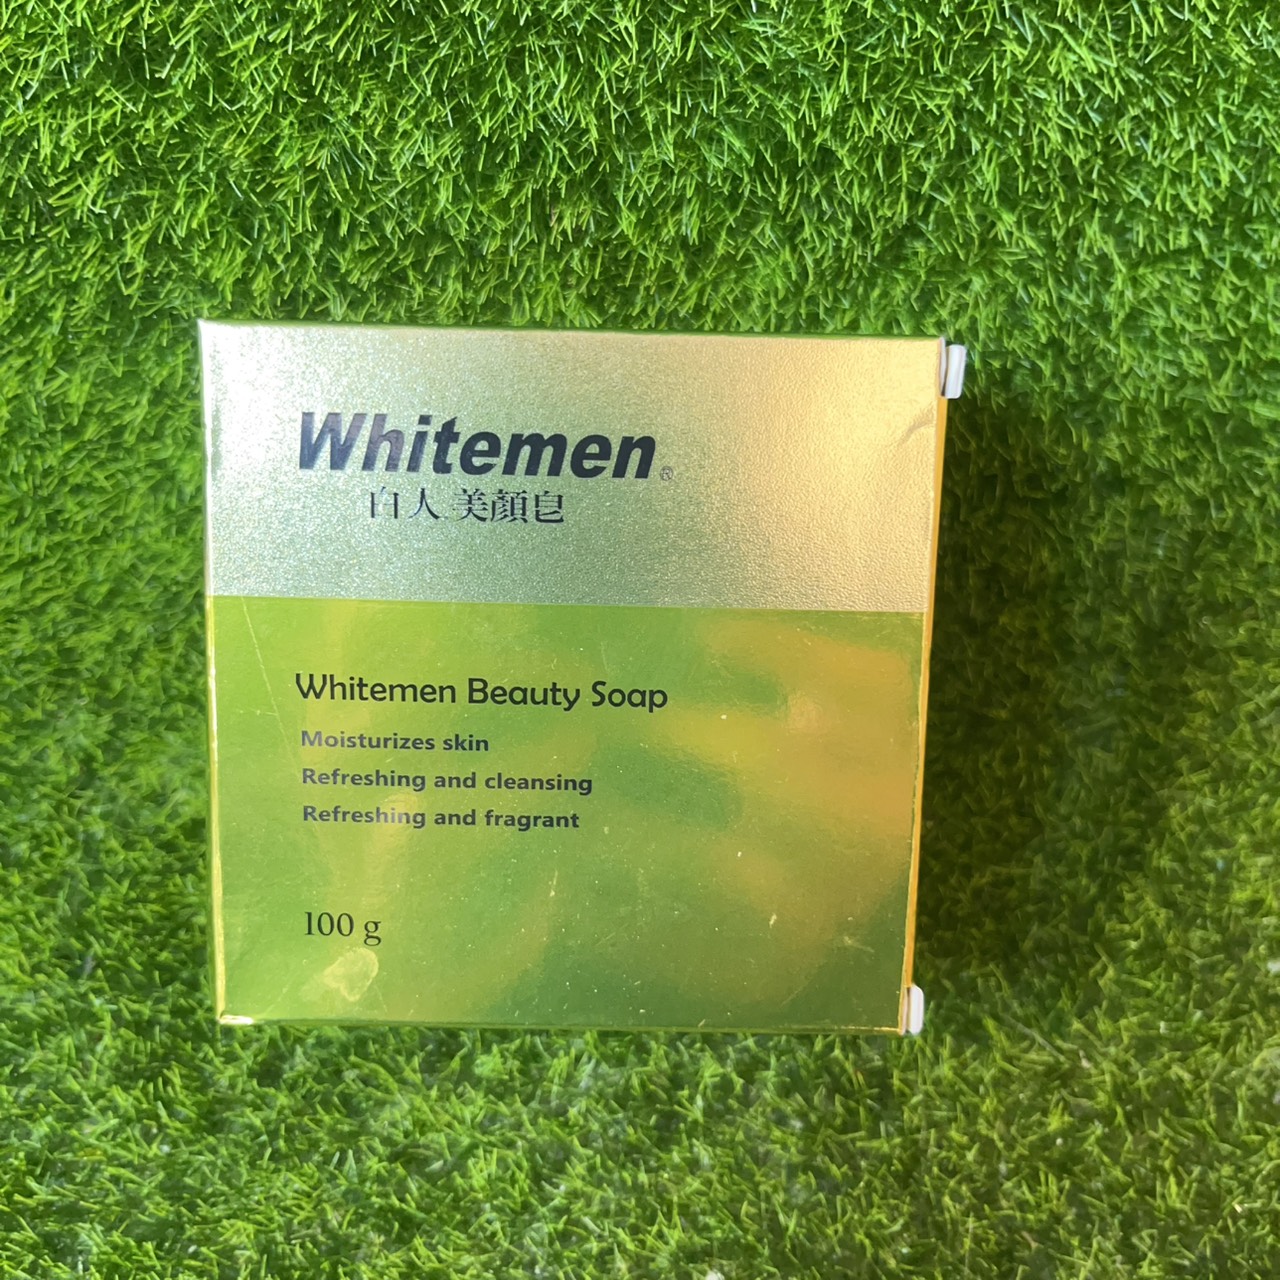 Whitemen®
白人 美顏皂
Whitemen Beauty Soap
Moisturizes skin
Refreshing and cleansing
Refreshing and fragrant
100 g